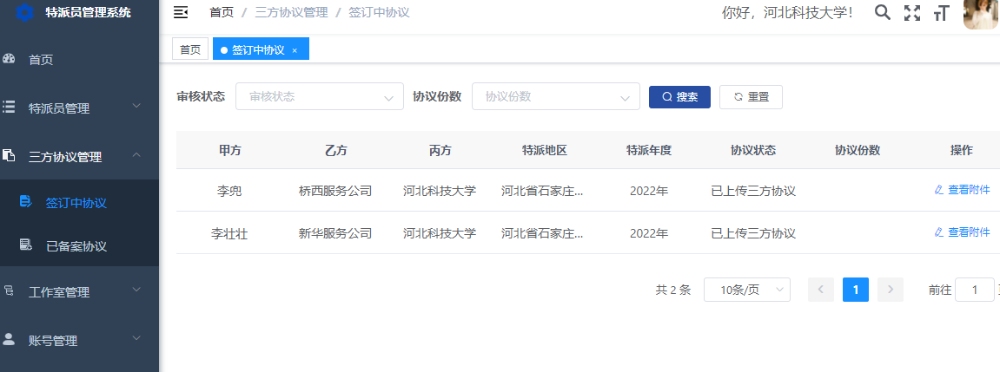 特派员管理系统
首页 / 三方协议管理 / 签订中协议
你好，河北科技大学！
首页
签订中协议 ×
首页
特派员管理
三方协议管理
签订中协议
已备案协议
工作室管理
账号管理
审核状态 审核状态 协议份数 协议份数 搜索 重置
甲方 乙方 丙方 特派地区 特派年度 协议状态 协议份数 操作
李兜 桥西服务公司 河北科技大学 河北省石家庄... 2022年 已上传三方协议 查看附件
李壮壮 新华服务公司 河北科技大学 河北省石家庄... 2022年 已上传三方协议 查看附件
共 2 条 10条/页 1 前往 1